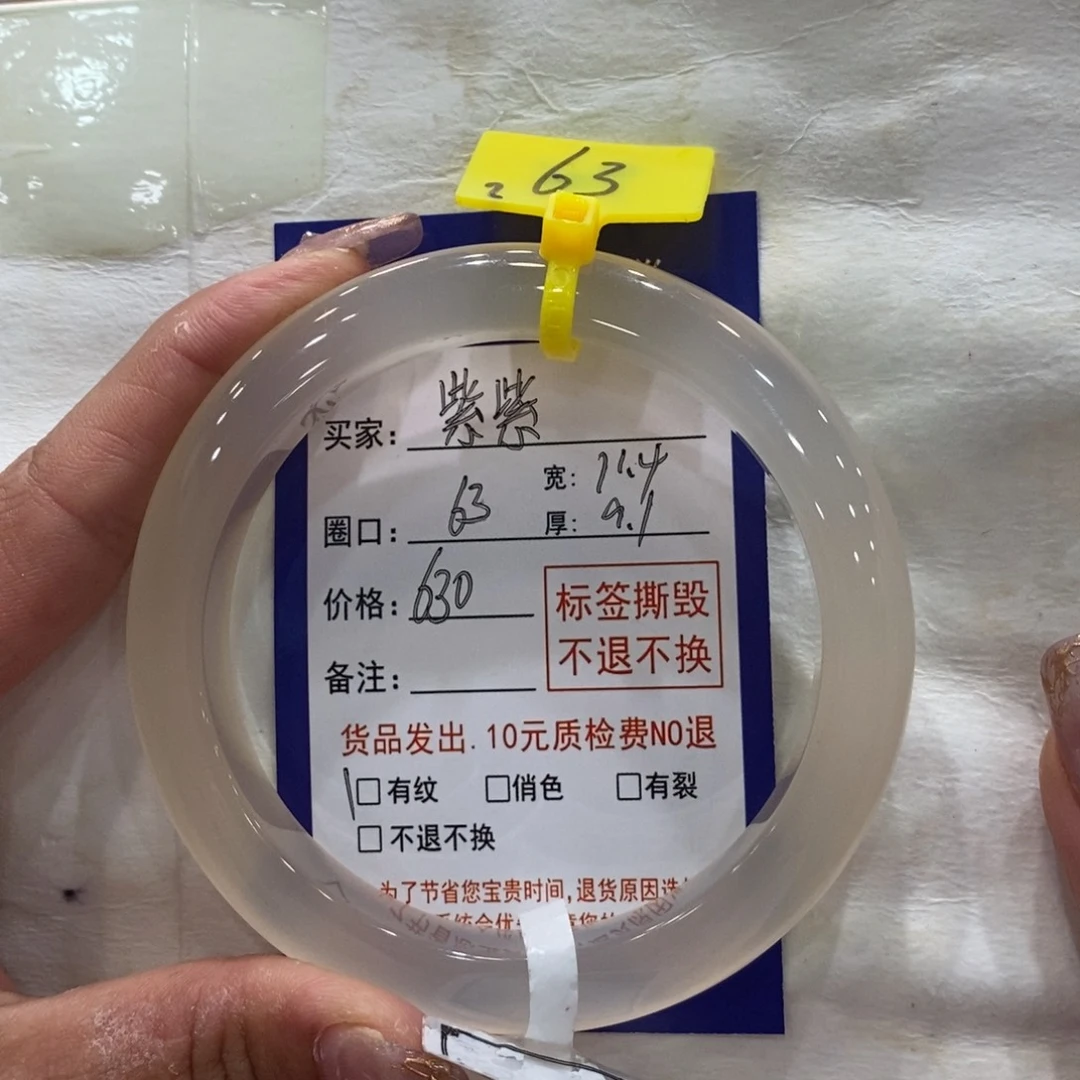 2 63
买家: 紫紫
圈口: 63 宽: 11.4
厚: 9.1
价格: 630
标签撕毁
不退不换
备注:
货品发出.10元质检费NO退
□有纹 □俏色 □有裂
□不退不换
为了节省您宝贵时间,退货原因选